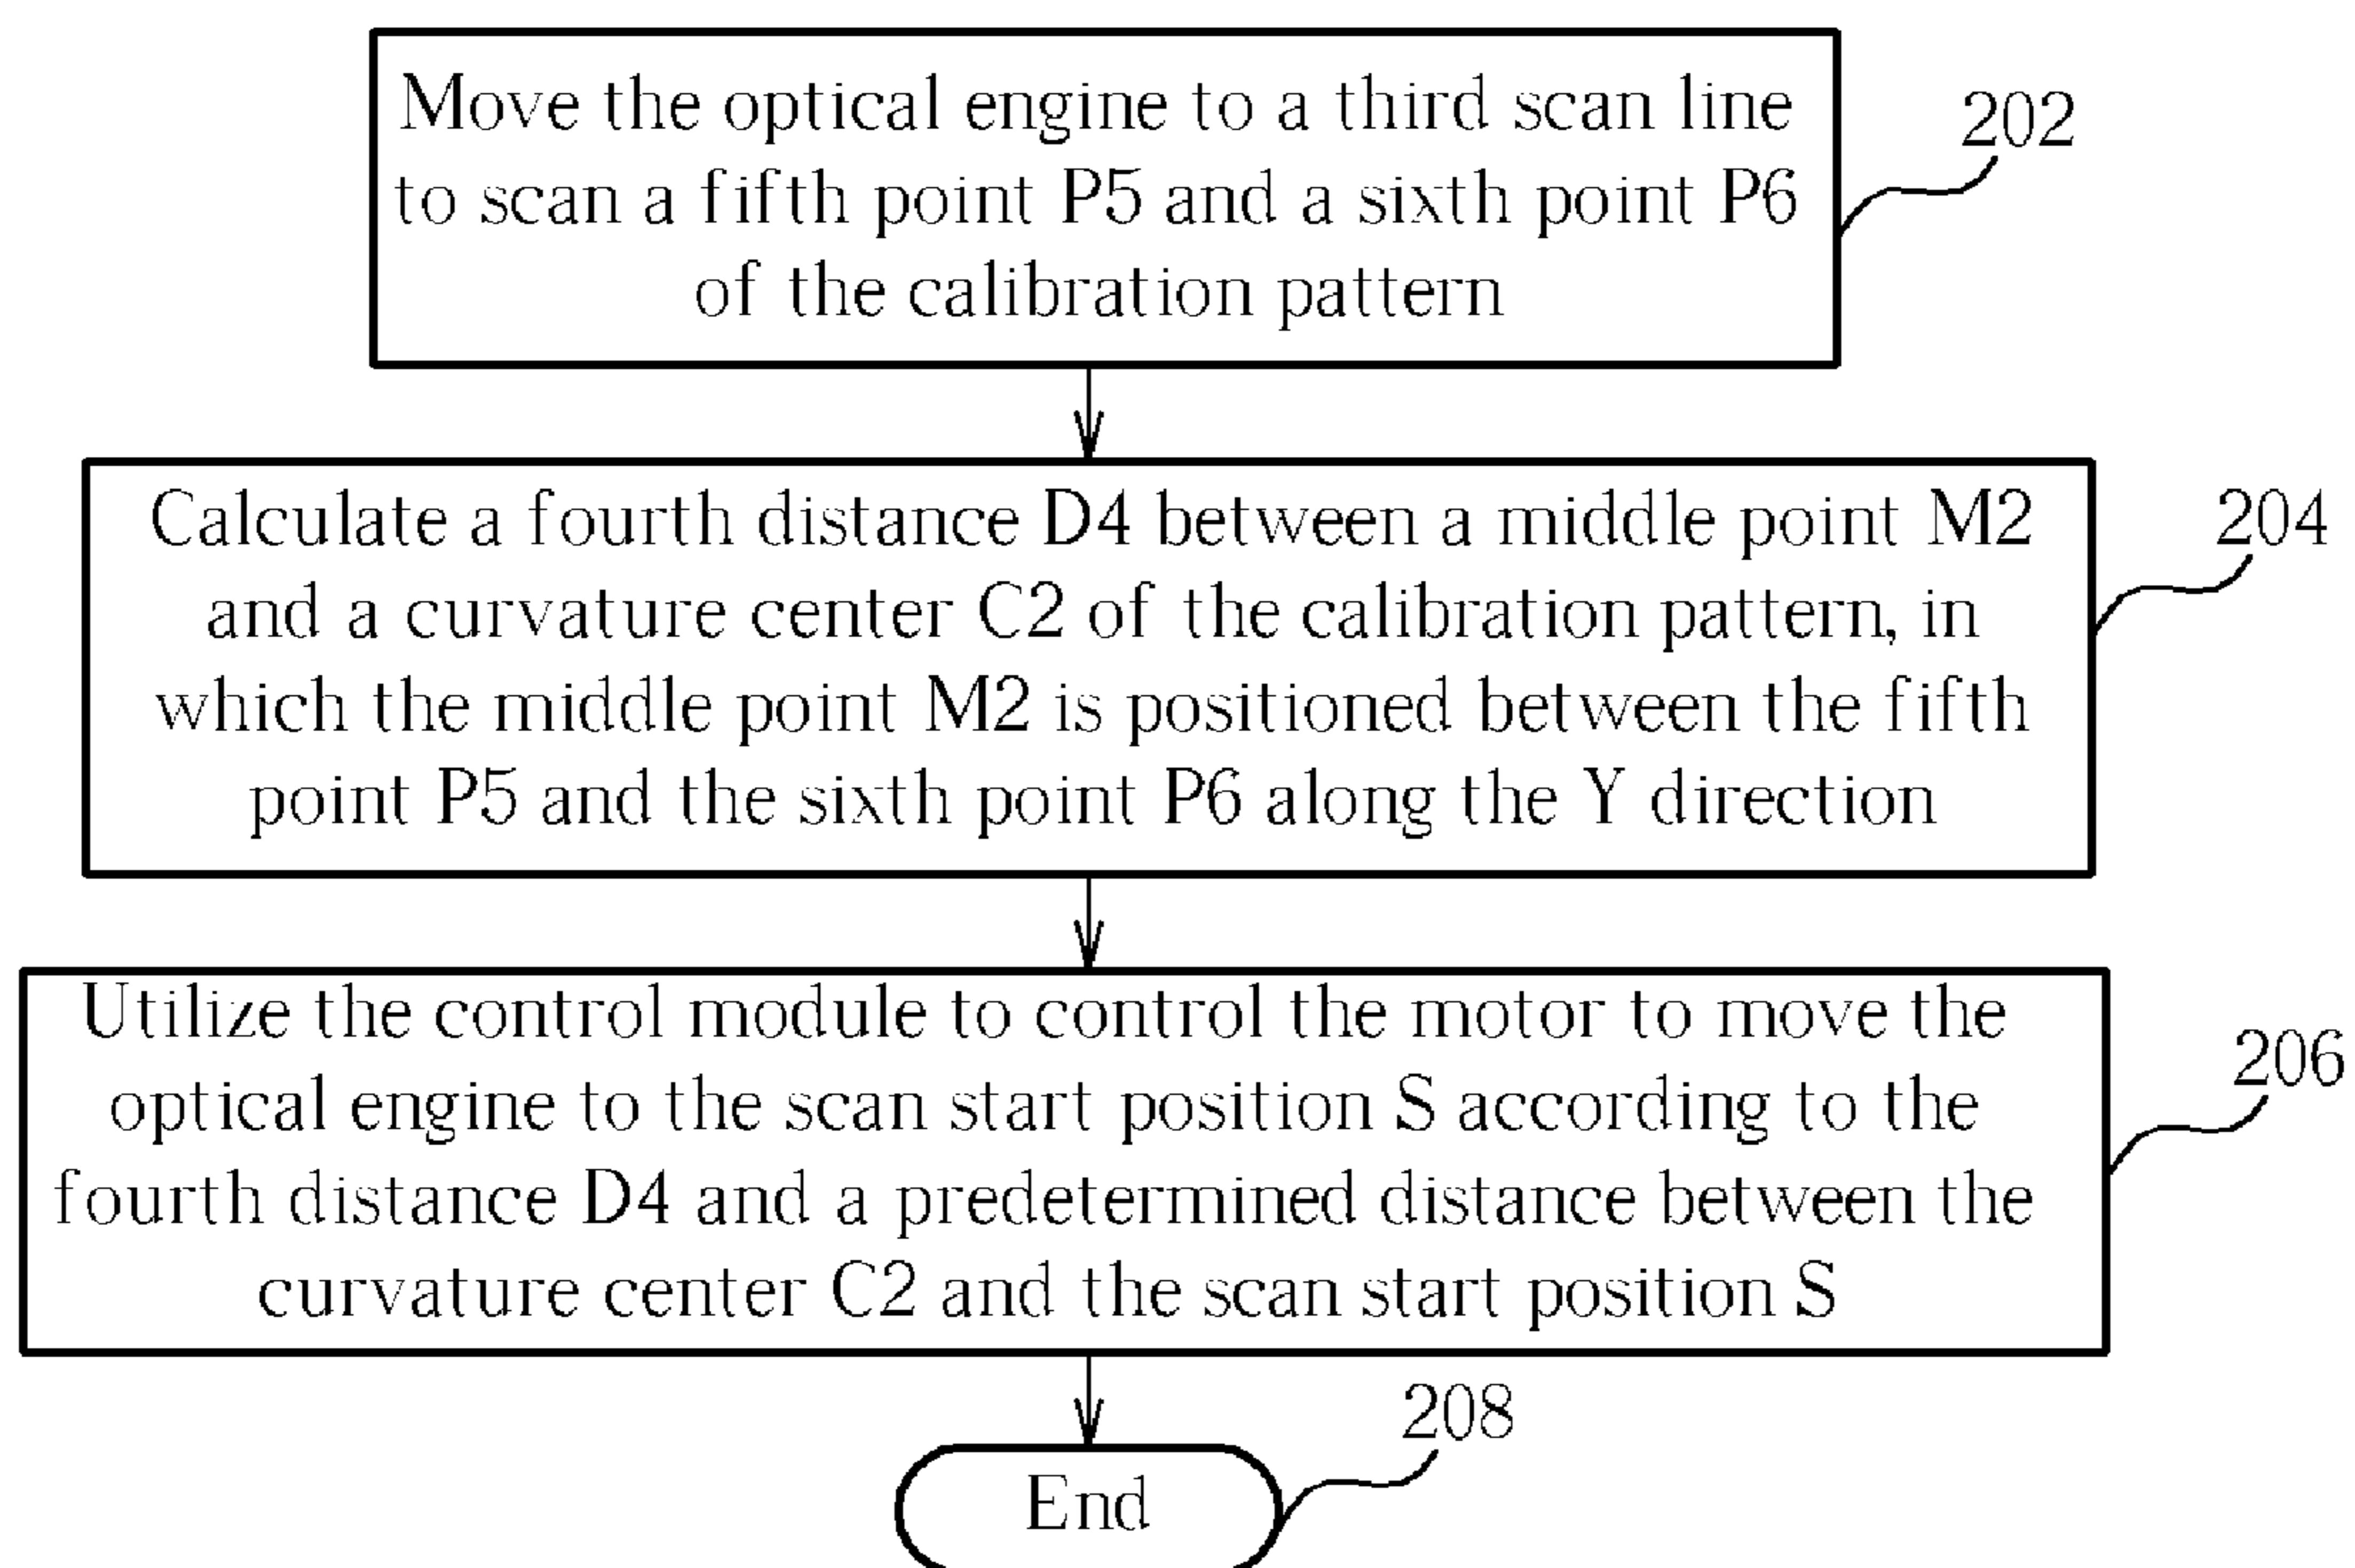 Move the optical engine to a third scan line
to scan a fifth point P5 and a sixth point P6
of the calibration pattern
202
Calculate a fourth distance D4 between a middle point M2
and a curvature center C2 of the calibration pattern, in
which the middle point M2 is positioned between the fifth
point P5 and the sixth point P6 along the Y direction
204
Utilize the control module to control the motor to move the
optical engine to the scan start position S according to the
fourth distance D4 and a predetermined distance between the
curvature center C2 and the scan start position S
206
End
208